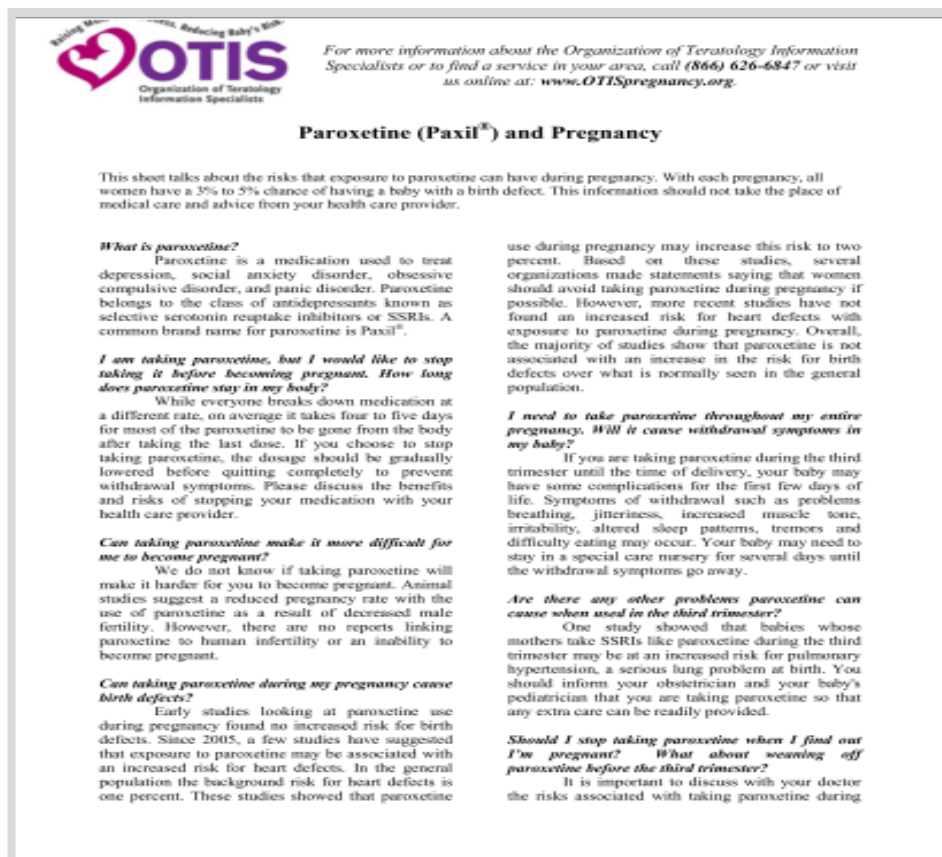 Reducing Baby's Risk.
OTIS
Organization of Teratology
Information Specialists
For more information about the Organization of Teratology Information
Specialists or to find a service in your area, call (866) 626-6847 or visit
us online at: www.OTISpregnancy.org.
Paroxetine (Paxil®) and Pregnancy
This sheet talks about the risks that exposure to paroxetine can have during pregnancy. With each pregnancy, all
women have a 3% to 5% chance of having a baby with a birth defect. This information should not take the place of
medical care and advice from your health care provider.
What is paroxetine?
Paroxetine is a medication used to treat
depression, social anxiety disorder, obsessive
compulsive disorder, and panic disorder. Paroxetine
belongs to the class of antidepressants known as
selective serotonin reuptake inhibitors or SSRIs. A
common brand name for paroxetine is Paxil®.
I am taking paroxetine, but I would like to stop
taking it before becoming pregnant. How long
does paroxetine stay in my body?
While everyone breaks down medication at
a different rate, on average it takes four to five days
for most of the paroxetine to be gone from the body
after taking the last dose. If you choose to stop
taking paroxetine, the dosage should be gradually
lowered before quitting completely to prevent
withdrawal symptoms. Please discuss the benefits
and risks of stopping your medication with your
health care provider.
Can taking paroxetine make it more difficult for
me to become pregnant?
We do not know if taking paroxetine will
make it harder for you to become pregnant. Animal
studies suggest a reduced pregnancy rate with the
use of paroxetine as a result of decreased male
fertility. However, there are no reports linking
paroxetine to human infertility or an inability to
become pregnant.
Can taking paroxetine during my pregnancy cause
birth defects?
Early studies looking at paroxetine use
during pregnancy found no increased risk for birth
defects. Since 2005, a few studies have suggested
that exposure to paroxetine may be associated with
an increased risk for heart defects. In the general
population the background risk for heart defects is
one percent. These studies showed that paroxetine
use during pregnancy may increase this risk to two
percent. Based on these studies, several
organizations made statements saying that women
should avoid taking paroxetine during pregnancy if
possible. However, more recent studies have not
found an increased risk for heart defects with
exposure to paroxetine during pregnancy. Overall,
the majority of studies show that paroxetine is not
associated with an increase in the risk for birth
defects over what is normally seen in the general
population.
I need to take paroxetine throughout my entire
pregnancy. Will it cause withdrawal symptoms in
my baby?
If you are taking paroxetine during the third
trimester until the time of delivery, your baby may
have some complications for the first few days of
life. Symptoms of withdrawal such as problems
breathing, jitteriness, increased muscle tone,
irritability, altered sleep patterns, tremors and
difficulty eating may occur. Your baby may need to
stay in a special care nursery for several days until
the withdrawal symptoms go away.
Are there any other problems paroxetine can
cause when used in the third trimester?
One study showed that babies whose
mothers take SSRIs like paroxetine during the third
trimester may be at an increased risk for pulmonary
hypertension, a serious lung problem at birth. You
should inform your obstetrician and your baby's
pediatrician that you are taking paroxetine so that
any extra care can be readily provided.
Should I stop taking paroxetine when I find out
I'm pregnant? What about weaning off
paroxetine before the third trimester?
It is important to discuss with your doctor
the risks associated with taking paroxetine during